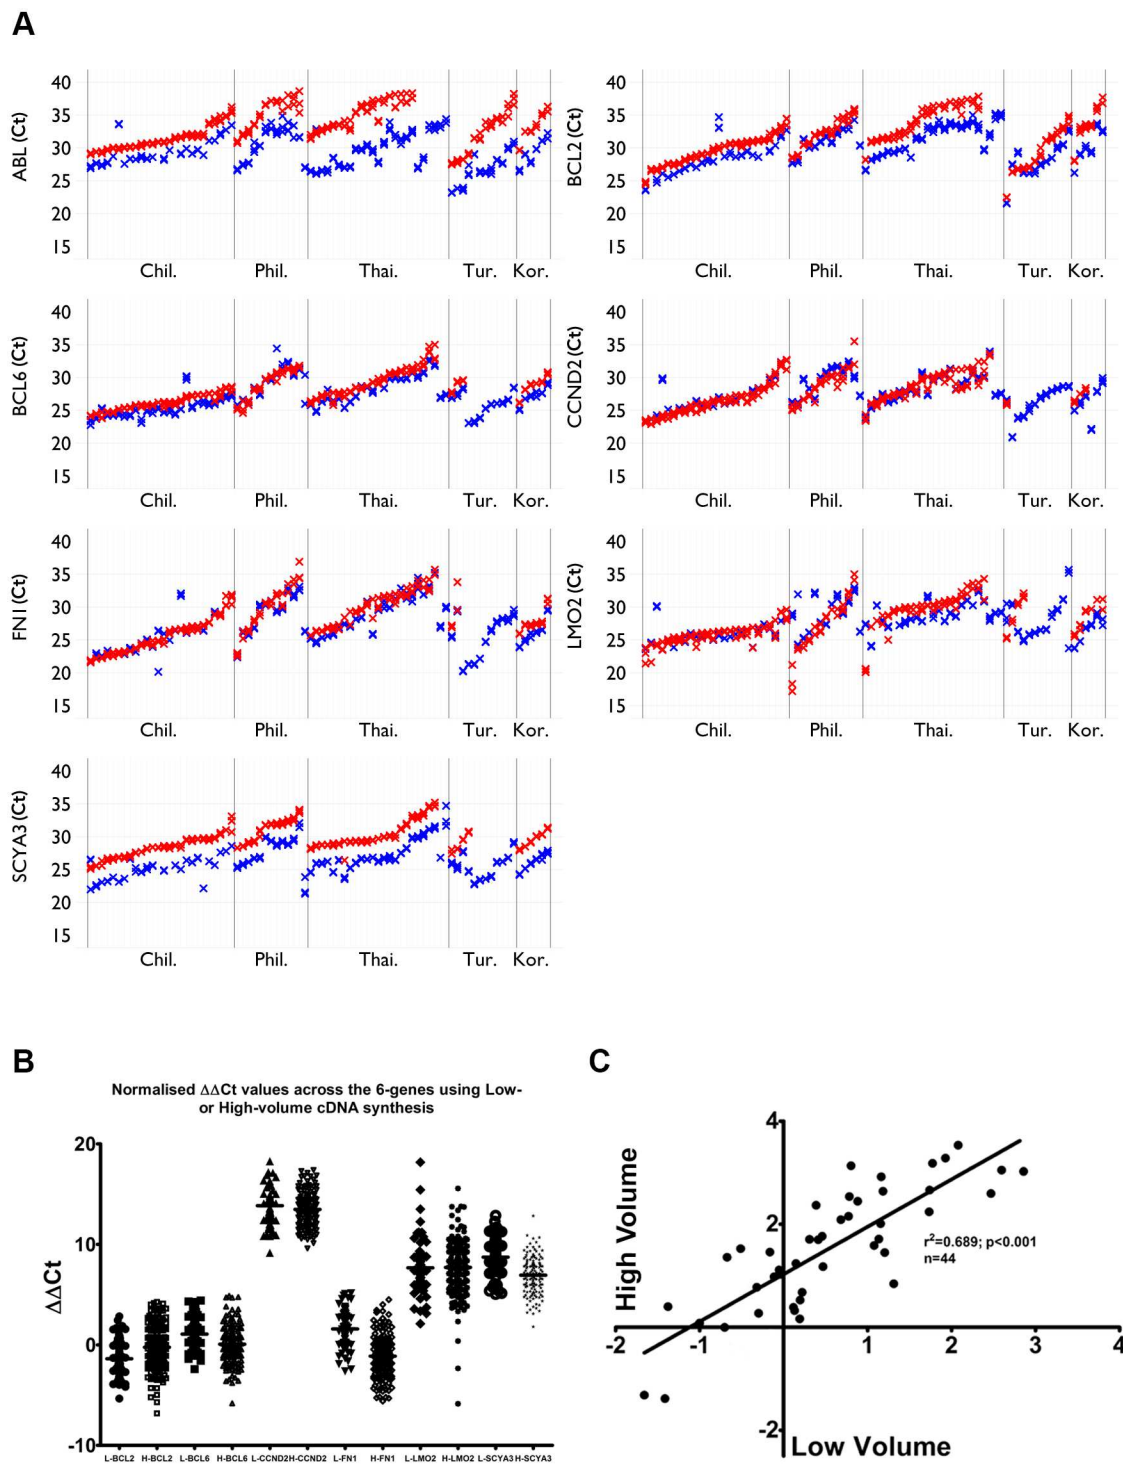 A
40
35
30
25
20
15
ABL (Ct)
Chil. Phil. Thai. Tur. Kor.
40
35
30
25
20
15
BCL2 (Ct)
Chil. Phil. Thai. Tur. Kor.
40
35
30
25
20
15
BCL6 (Ct)
Chil. Phil. Thai. Tur. Kor.
40
35
30
25
20
15
CCND2 (Ct)
Chil. Phil. Thai. Tur. Kor.
40
35
30
25
20
15
FN1 (Ct)
Chil. Phil. Thai. Tur. Kor.
40
35
30
25
20
15
LMO2 (Ct)
Chil. Phil. Thai. Tur. Kor.
40
35
30
25
20
15
SCYA3 (Ct)
Chil. Phil. Thai. Tur. Kor.
B
Normalised ΔΔCt values across the 6-genes using Low-
or High-volume cDNA synthesis
20
10
0
-10
ΔΔCt
L-BCL2 H-BCL2 L-BCL6 H-BCL6 L-CCND2 H-CCND2 L-FN1 H-FN1 L-LMO2 H-LMO2 L-SCYA3 H-SCYA3
C
4
2
-2
High Volume
r²=0.689; p<0.001
n=44
-2 -1 1 2 3 4
Low Volume